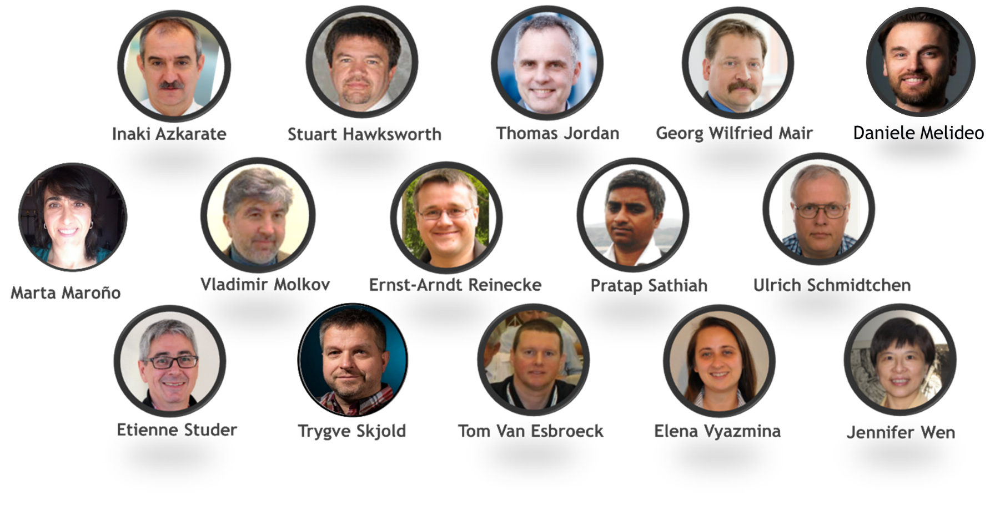 Inaki Azkarate
Stuart Hawksworth
Thomas Jordan
Georg Wilfried Mair
Daniele Melideo
Marta Maroño
Vladimir Molkov
Ernst-Arndt Reinecke
Pratap Sathiah
Ulrich Schmidtchen
Etienne Studer
Trygve Skjold
Tom Van Esbroeck
Elena Vyazmina
Jennifer Wen